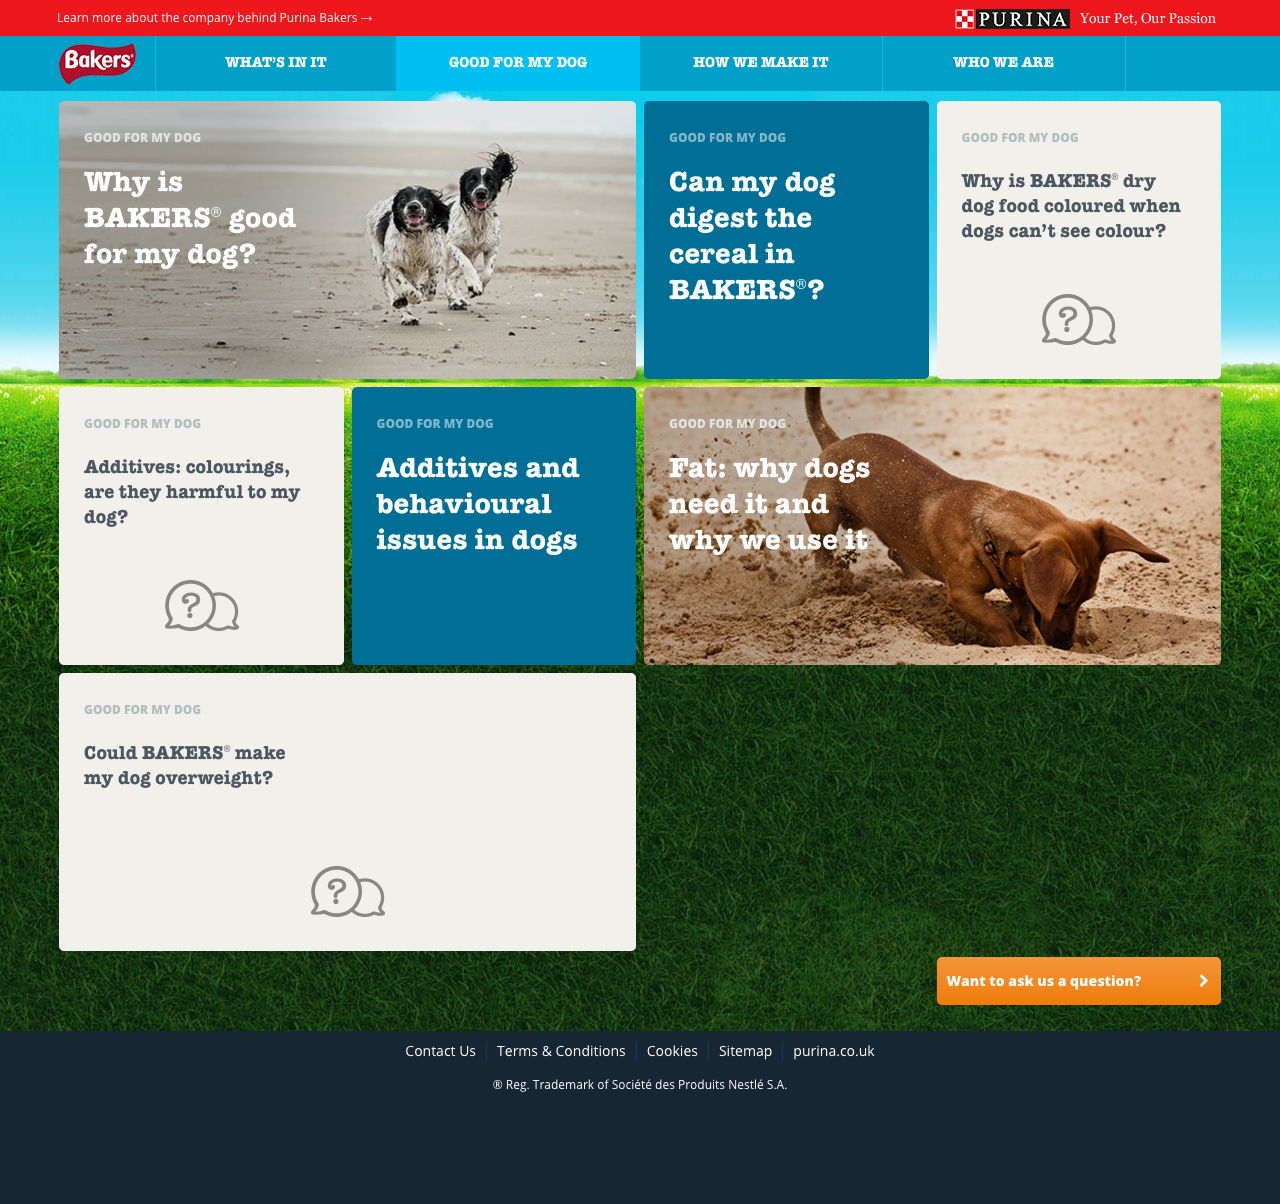 Learn more about the company behind Purina Bakers →
PURINA Your Pet, Our Passion
Bakers®
WHAT'S IN IT
GOOD FOR MY DOG
HOW WE MAKE IT
WHO WE ARE
GOOD FOR MY DOG
Why is
BAKERS® good
for my dog?
GOOD FOR MY DOG
Can my dog
digest the
cereal in
BAKERS®?
GOOD FOR MY DOG
Why is BAKERS® dry
dog food coloured when
dogs can't see colour?
?
GOOD FOR MY DOG
Additives: colourings,
are they harmful to my
dog?
?
GOOD FOR MY DOG
Additives and
behavioural
issues in dogs
GOOD FOR MY DOG
Fat: why dogs
need it and
why we use it
GOOD FOR MY DOG
Could BAKERS® make
my dog overweight?
?
Want to ask us a question?
Contact Us
Terms & Conditions
Cookies
Sitemap
purina.co.uk
® Reg. Trademark of Société des Produits Nestlé S.A.